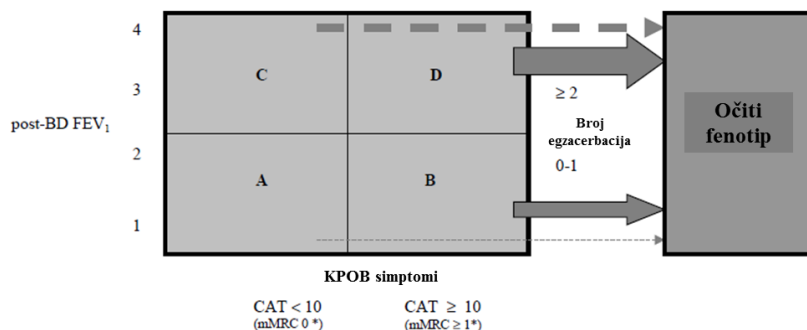 4
C
D
3
≥ 2
post-BD FEV1
Broj
egzacerbacija
Očiti
fenotip
2
0-1
A
B
1
KPOB simptomi
CAT < 10
CAT ≥ 10
(mMRC 0 *)
(mMRC ≥ 1*)